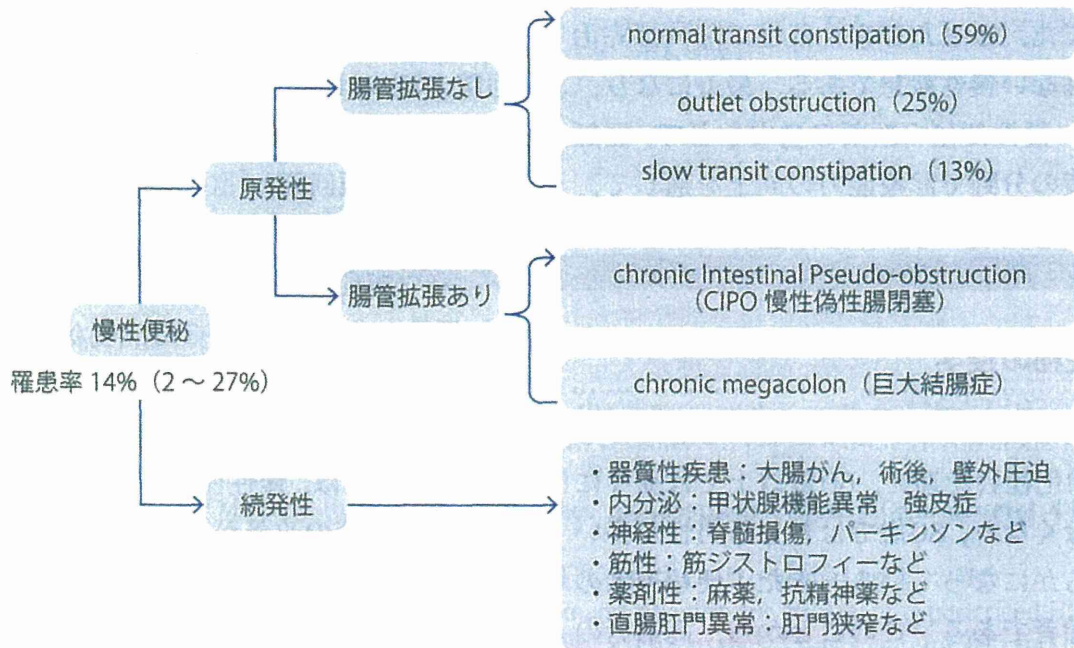 慢性便秘
罹患率 14%(2 〜 27%)
原発性
続発性
腸管拡張なし
腸管拡張あり
normal transit constipation(59%)
outlet obstruction(25%)
slow transit constipation(13%)
chronic Intestinal Pseudo-obstruction
(CIPO 慢性偽性腸閉塞)
chronic megacolon(巨大結腸症)
・器質性疾患:大腸がん,術後,壁外圧迫
・内分泌:甲状腺機能異常 強皮症
・神経性:脊髄損傷,パーキンソンなど
・筋性:筋ジストロフィーなど
・薬剤性:麻薬,抗精神薬など
・直腸肛門異常:肛門狭窄など